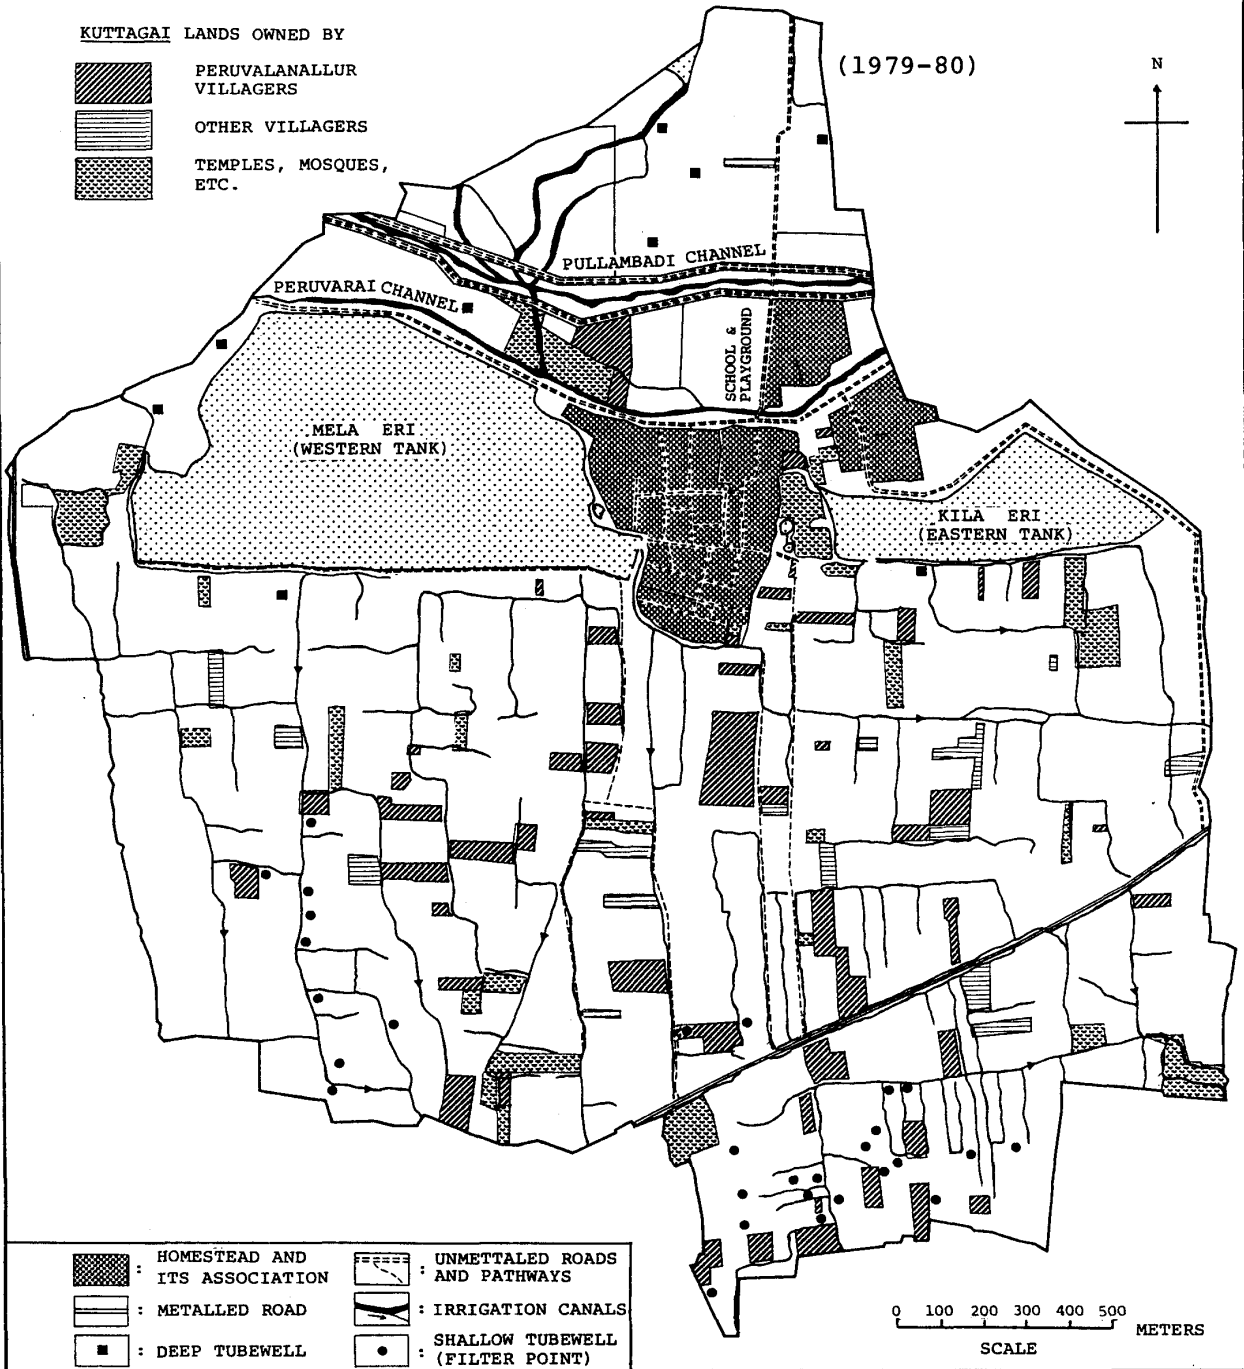 KUTTAGAI LANDS OWNED BY
PERUVALANALLUR
VILLAGERS
OTHER VILLAGERS
TEMPLES, MOSQUES,
ETC.
(1979-80)
N
PULLAMBADI CHANNEL
PERUVARAI CHANNEL
SCHOOL &
PLAYGROUND
MELA ERI
(WESTERN TANK)
KILA ERI
(EASTERN TANK)
: HOMESTEAD AND
ITS ASSOCIATION
: METALLED ROAD
: DEEP TUBEWELL
: UNMETTALED ROADS
AND PATHWAYS
: IRRIGATION CANALS
: SHALLOW TUBEWELL
(FILTER POINT)
0 100 200 300 400 500
METERS
SCALE